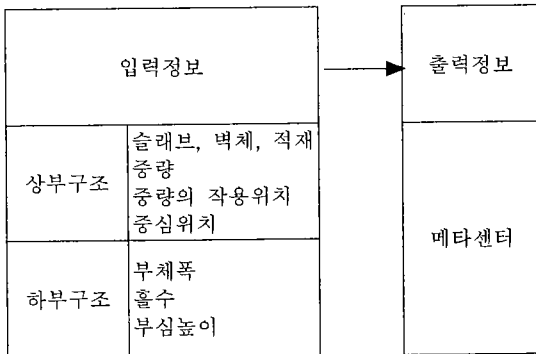 입력정보
출력정보
상부구조
슬래브, 벽체, 적재
중량
중량의 작용위치
중심위치
하부구조
부체폭
흘수
부심높이
메타센터